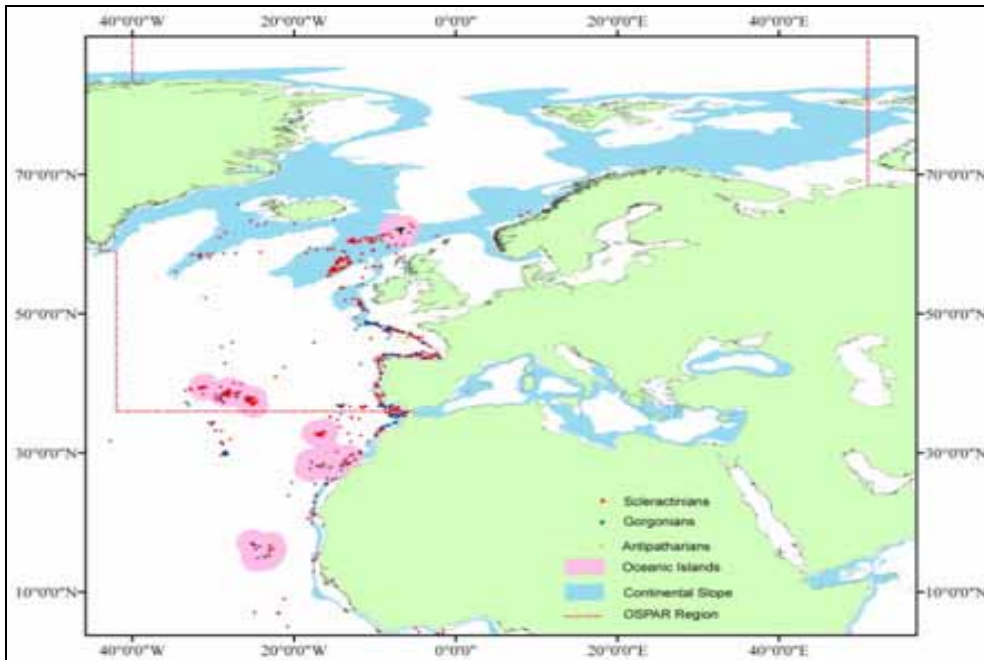 40°0'0"W 20°0'0"W 0°0'0" 20°0'0"E 40°0'0"E
70°0'0"N 70°0'0"N
50°0'0"N 50°0'0"N
30°0'0"N 30°0'0"N
10°0'0"N 10°0'0"N
Scleractinians
Gorgonians
Antipatharians
Oceanic Islands
Continental Slope
OSPAR Region
40°0'0"W 20°0'0"W 0°0'0" 20°0'0"E 40°0'0"E